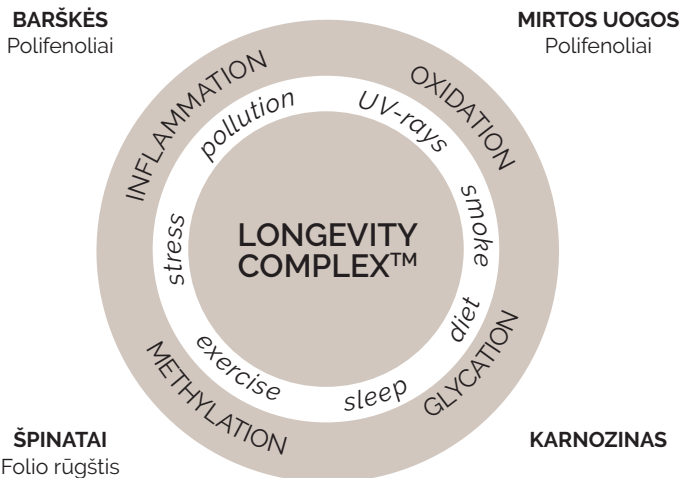 BARŠKĖS
Polifenoliai
MIRTOS UOGOS
Polifenoliai
INFLAMMATION
OXIDATION
pollution
UV-rays
stress
smoke
LONGEVITY
COMPLEX™
diet
exercise
sleep
METHYLATION
GLYCATION
ŠPINATAI
Folio rūgštis
KARNOZINAS